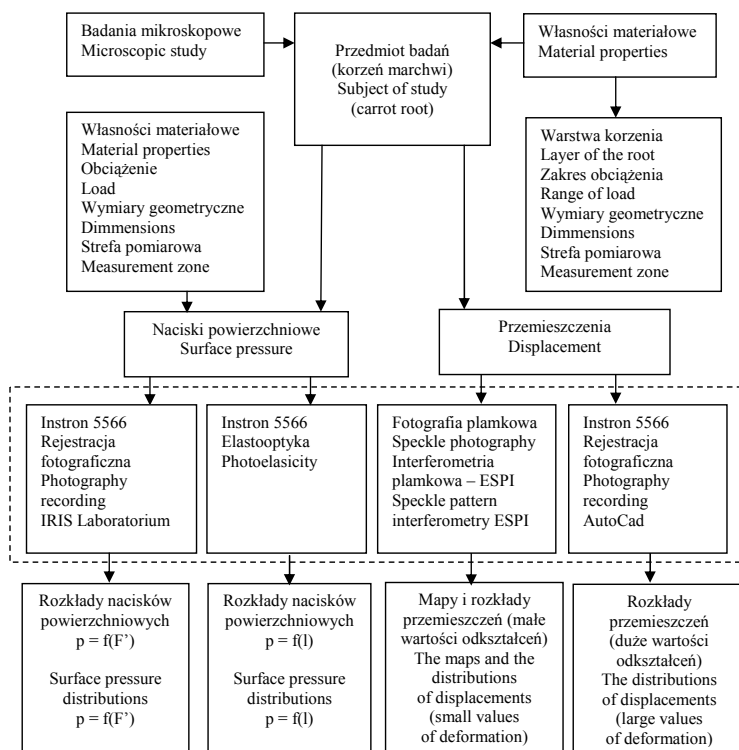 Badania mikroskopowe
Microscopic study
Przedmiot badań
(korzeń marchwi)
Subject of study
(carrot root)
Własności materiałowe
Material properties
Własności materiałowe
Material properties
Obciążenie
Load
Wymiary geometryczne
Dimmensions
Strefa pomiarowa
Measurement zone
Warstwa korzenia
Layer of the root
Zakres obciążenia
Range of load
Wymiary geometryczne
Dimmensions
Strefa pomiarowa
Measurement zone
Naciski powierzchniowe
Surface pressure
Przemieszczenia
Displacement
Instron 5566
Rejestracja
fotograficzna
Photography
recording
IRIS Laboratorium
Instron 5566
Elastooptyka
Photoelasicity
Fotografia plamkowa
Speckle photography
Interferometria
plamkowa – ESPI
Speckle pattern
interferometry ESPI
Instron 5566
Rejestracja
fotograficzna
Photography
recording
AutoCad
Rozkłady nacisków
powierzchniowych
p = f(F’)
Surface pressure
distributions
p = f(F’)
Rozkłady nacisków
powierzchniowych
p = f(l)
Surface pressure
distributions
p = f(l)
Mapy i rozkłady
przemieszczeń (małe
wartości odkształceń)
The maps and the
distributions
of displacements
(small values
of deformation)
Rozkłady
przemieszczeń
(duże wartości
odkształceń)
The distributions
of displacements
(large values
of deformation)